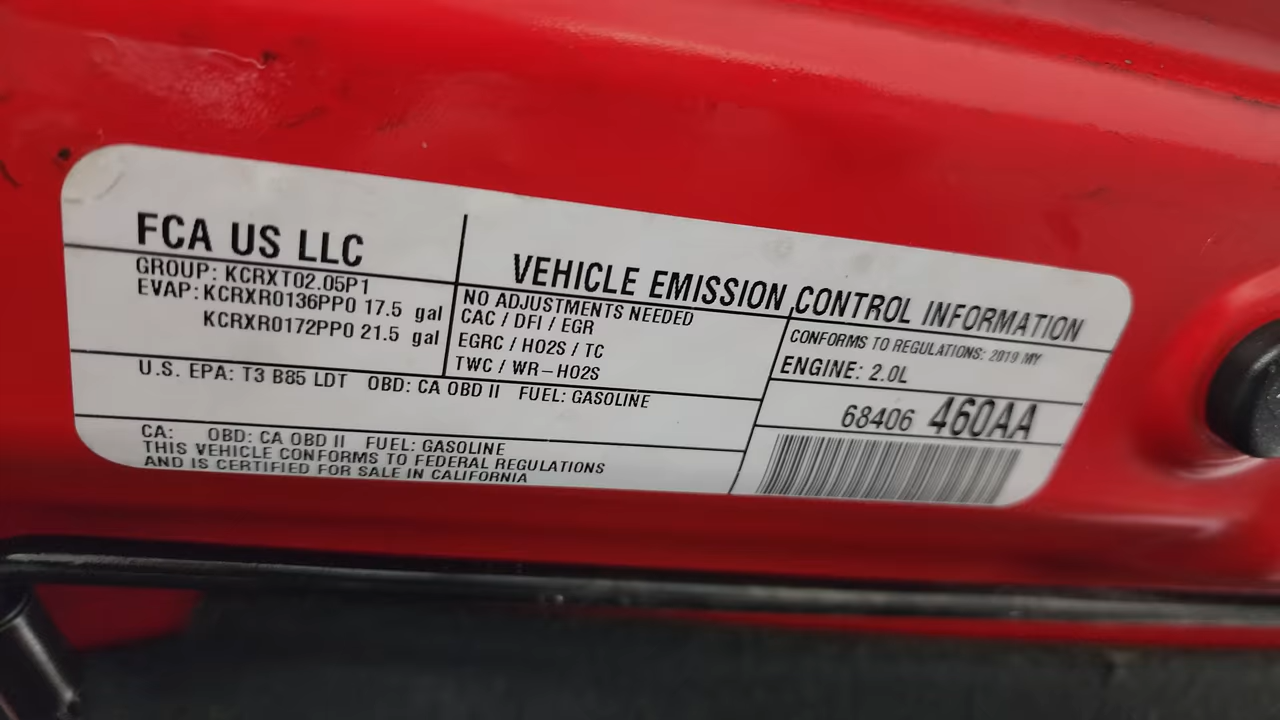 FCA US LLC
VEHICLE EMISSION CONTROL INFORMATION
GROUP: KCRXT02.05P1
EVAP: KCRXR0136PP0 17.5 gal
KCRXR0172PP0 21.5 gal
NO ADJUSTMENTS NEEDED
CAC / DFI / EGR
EGRC / HO2S / TC
TWC / WR-HO2S
CONFORMS TO REGULATIONS: 2019 MY
ENGINE: 2.0L
U.S. EPA: T3 B85 LDT OBD: CA OBD II FUEL: GASOLINE
68406 460AA
CA: OBD: CA OBD II FUEL: GASOLINE
THIS VEHICLE CONFORMS TO FEDERAL REGULATIONS
AND IS CERTIFIED FOR SALE IN CALIFORNIA